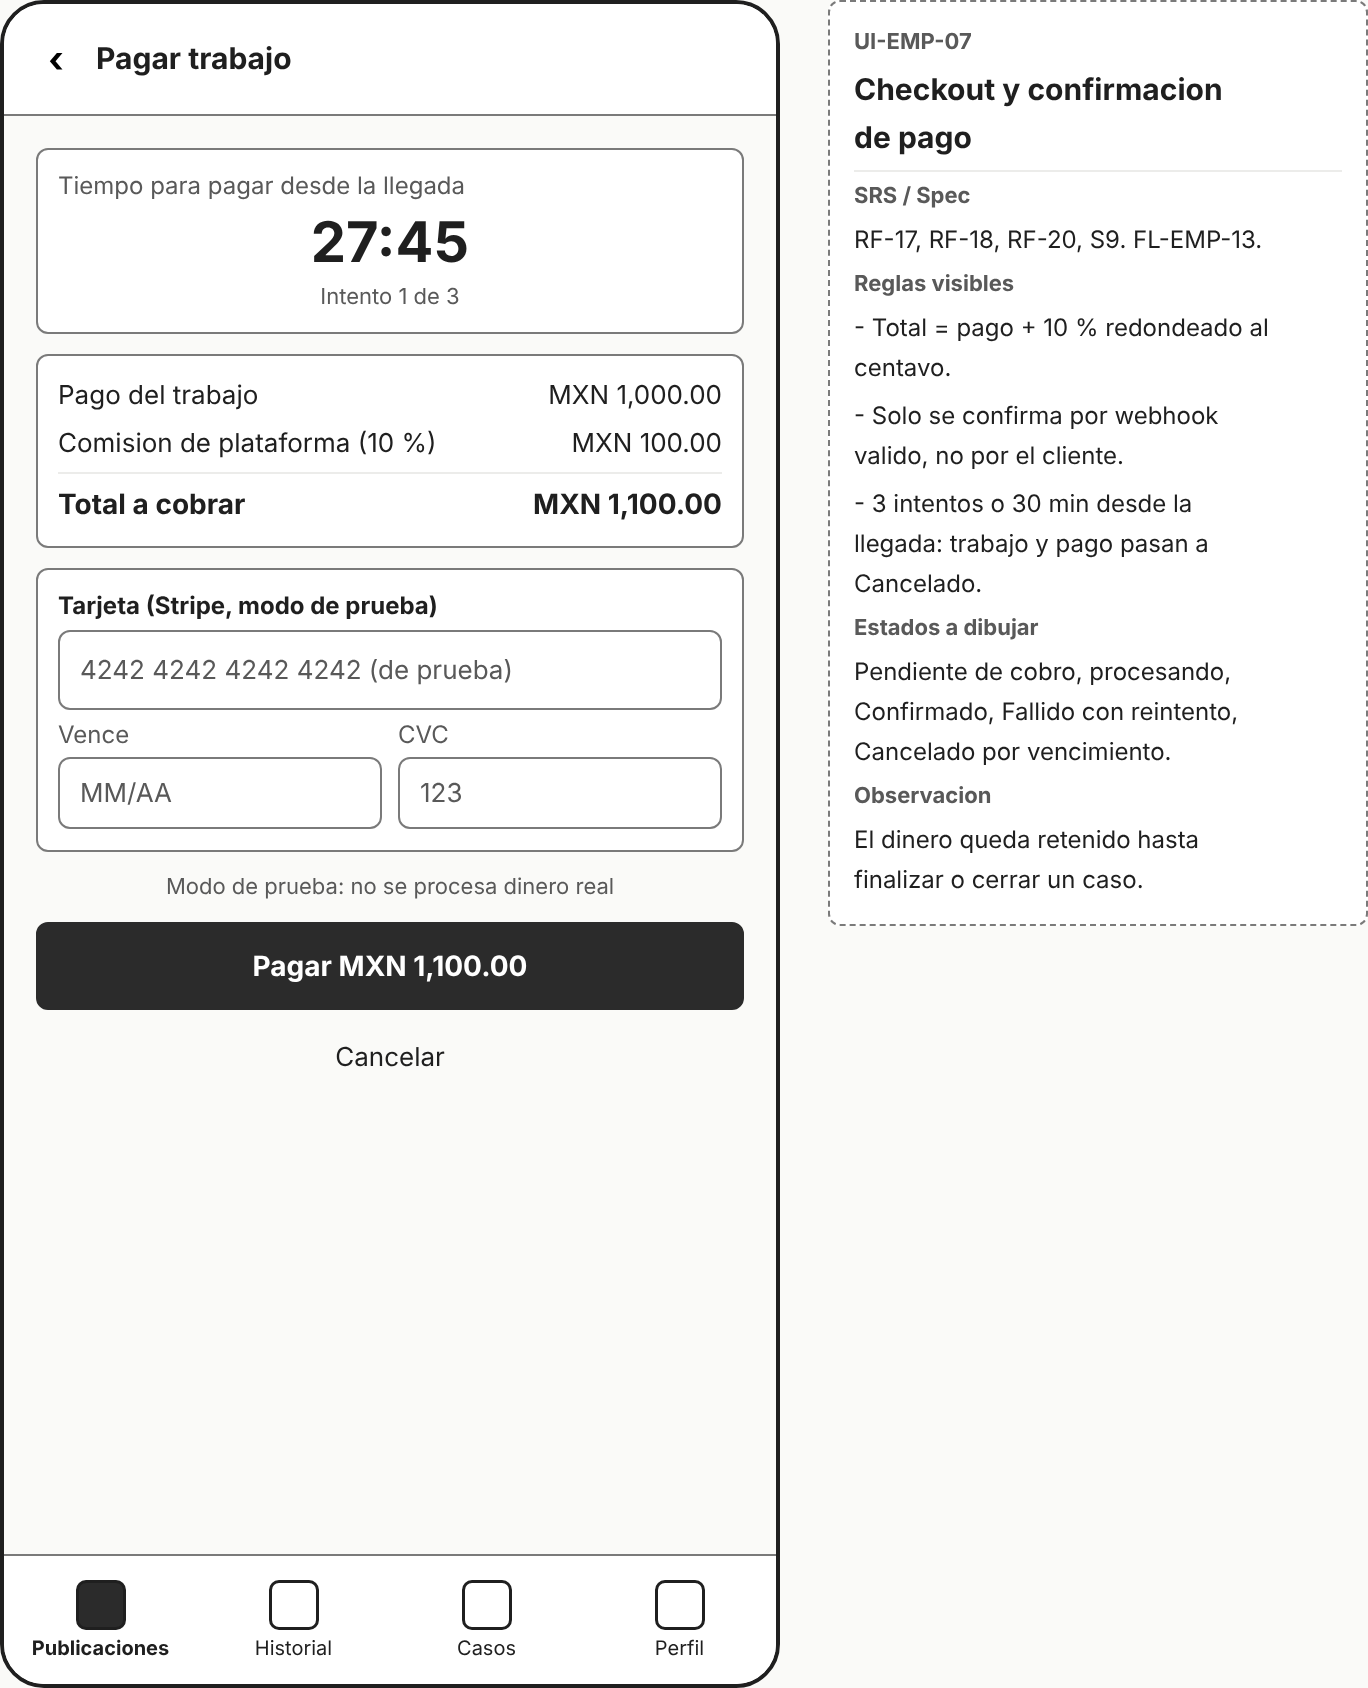 ‹ Pagar trabajo
Tiempo para pagar desde la llegada
27:45
Intento 1 de 3
Pago del trabajo MXN 1,000.00
Comision de plataforma (10 %) MXN 100.00
Total a cobrar MXN 1,100.00
Tarjeta (Stripe, modo de prueba)
4242 4242 4242 4242 (de prueba)
Vence CVC
MM/AA 123
Modo de prueba: no se procesa dinero real
Pagar MXN 1,100.00
Cancelar
Publicaciones Historial Casos Perfil
UI-EMP-07
Checkout y confirmacion
de pago
SRS / Spec
RF-17, RF-18, RF-20, S9. FL-EMP-13.
Reglas visibles
- Total = pago + 10 % redondeado al
centavo.
- Solo se confirma por webhook
valido, no por el cliente.
- 3 intentos o 30 min desde la
llegada: trabajo y pago pasan a
Cancelado.
Estados a dibujar
Pendiente de cobro, procesando,
Confirmado, Fallido con reintento,
Cancelado por vencimiento.
Observacion
El dinero queda retenido hasta
finalizar o cerrar un caso.